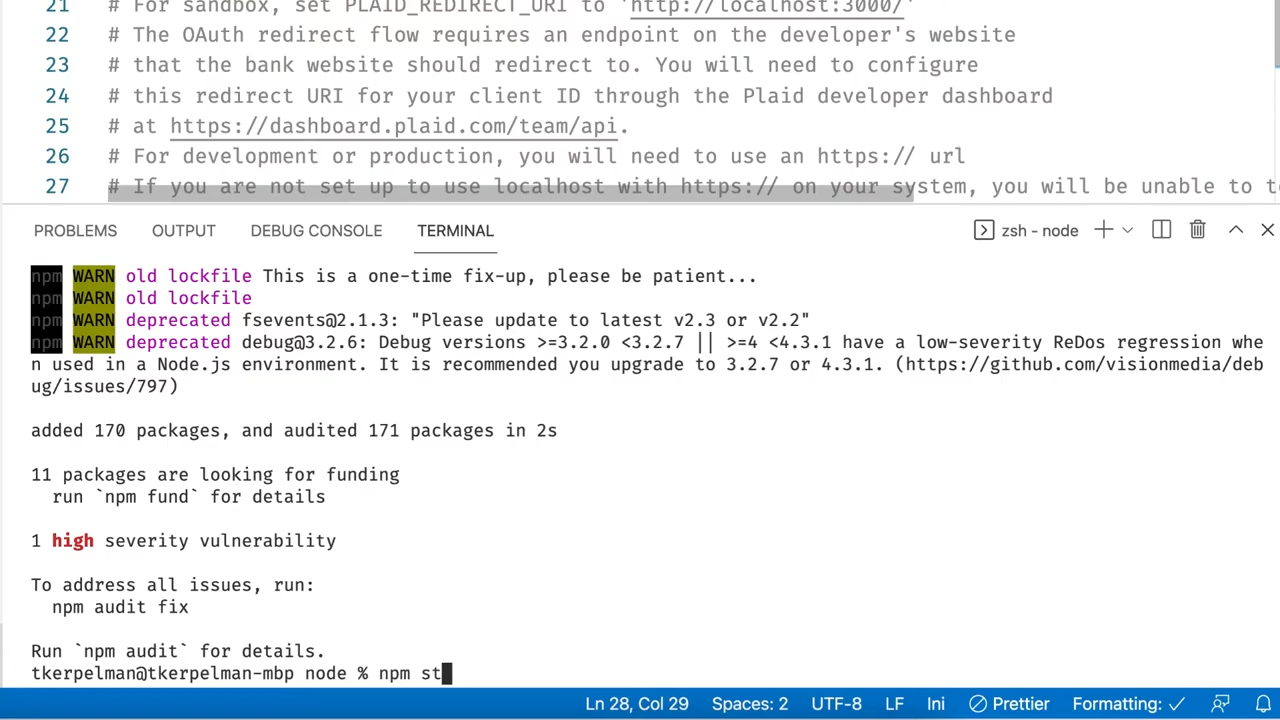 21 # For sandbox, set PLAID_REDIRECT_URI to 'http://localhost:3000/'
22 # The OAuth redirect flow requires an endpoint on the developer's website
23 # that the bank website should redirect to. You will need to configure
24 # this redirect URI for your client ID through the Plaid developer dashboard
25 # at https://dashboard.plaid.com/team/api.
26 # For development or production, you will need to use an https:// url
27 # If you are not set up to use localhost with https:// on your system, you will be unable to te
PROBLEMS OUTPUT DEBUG CONSOLE TERMINAL zsh - node
npm WARN old lockfile This is a one-time fix-up, please be patient...
npm WARN old lockfile
npm WARN deprecated fsevents@2.1.3: "Please update to latest v2.3 or v2.2"
npm WARN deprecated debug@3.2.6: Debug versions >=3.2.0 <3.2.7 || >=4 <4.3.1 have a low-severity ReDos regression whe
n used in a Node.js environment. It is recommended you upgrade to 3.2.7 or 4.3.1. (https://github.com/visionmedia/deb
ug/issues/797)
added 170 packages, and audited 171 packages in 2s
11 packages are looking for funding
run `npm fund` for details
1 high severity vulnerability
To address all issues, run:
npm audit fix
Run `npm audit` for details.
tkerpelman@tkerpelman-mbp node % npm st
Ln 28, Col 29 Spaces: 2 UTF-8 LF Ini Prettier Formatting: ✓